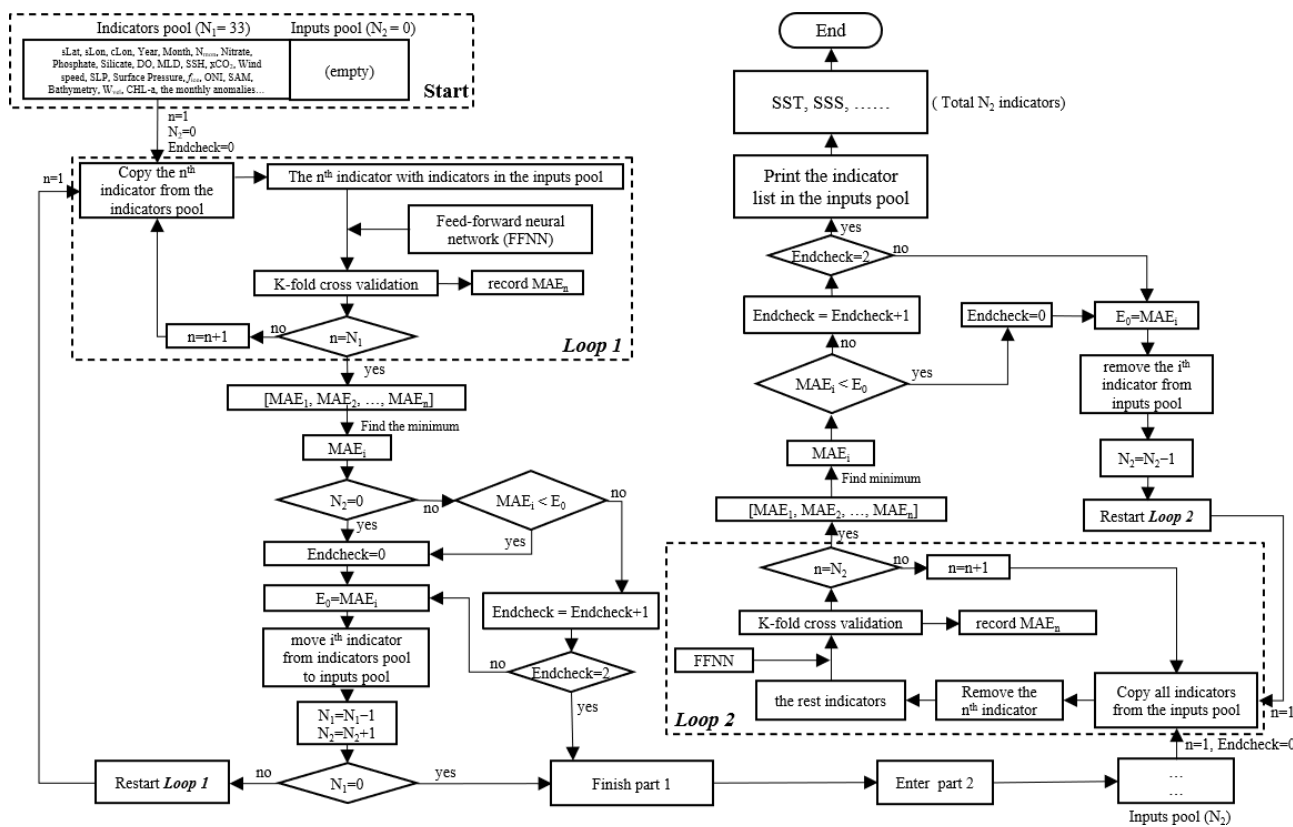 Indicators pool (N₁= 33)
Inputs pool (N₂ = 0)
sLat, sLon, cLon, Year, Month, Nitrate,
Phosphate, Silicate, DO, MLD, SSH, xCO₂, Wind
speed, SLP, Surface Pressure, ONI, SAM,
Bathymetry, CHL-a, the monthly anomalies…
(empty)
Start
n=1
N₂=0
Endcheck=0
n=1
Copy the nᵗʰ
indicator from the
indicators pool
The nᵗʰ indicator with indicators in the inputs pool
Feed-forward neural
network (FFNN)
K-fold cross validation
record MAEₙ
n=n+1
no
n=N₁
Loop 1
yes
[MAE₁, MAE₂, …, MAEₙ]
Find the minimum
MAEᵢ
N₂=0
no
MAEᵢ < E₀
no
yes
yes
Endcheck=0
E₀=MAEᵢ
Endcheck = Endcheck+1
move iᵗʰ indicator
from indicators pool
to inputs pool
no
Endcheck=2
yes
N₁=N₁−1
N₂=N₂+1
Restart Loop 1
no
N₁=0
yes
Finish part 1
Enter part 2
…
…
Inputs pool (N₂)
n=1, Endcheck=0
Copy all indicators
from the inputs pool
n=1
Remove the
nᵗʰ indicator
the rest indicators
FFNN
K-fold cross validation
record MAEₙ
n=N₂
no
n=n+1
Loop 2
yes
[MAE₁, MAE₂, …, MAEₙ]
Find minimum
MAEᵢ
MAEᵢ < E₀
yes
no
Endcheck=0
Endcheck = Endcheck+1
Endcheck=2
no
yes
E₀=MAEᵢ
remove the iᵗʰ
indicator from
inputs pool
N₂=N₂−1
Restart Loop 2
Print the indicator
list in the inputs pool
SST, SSS, ……
( Total N₂ indicators)
End